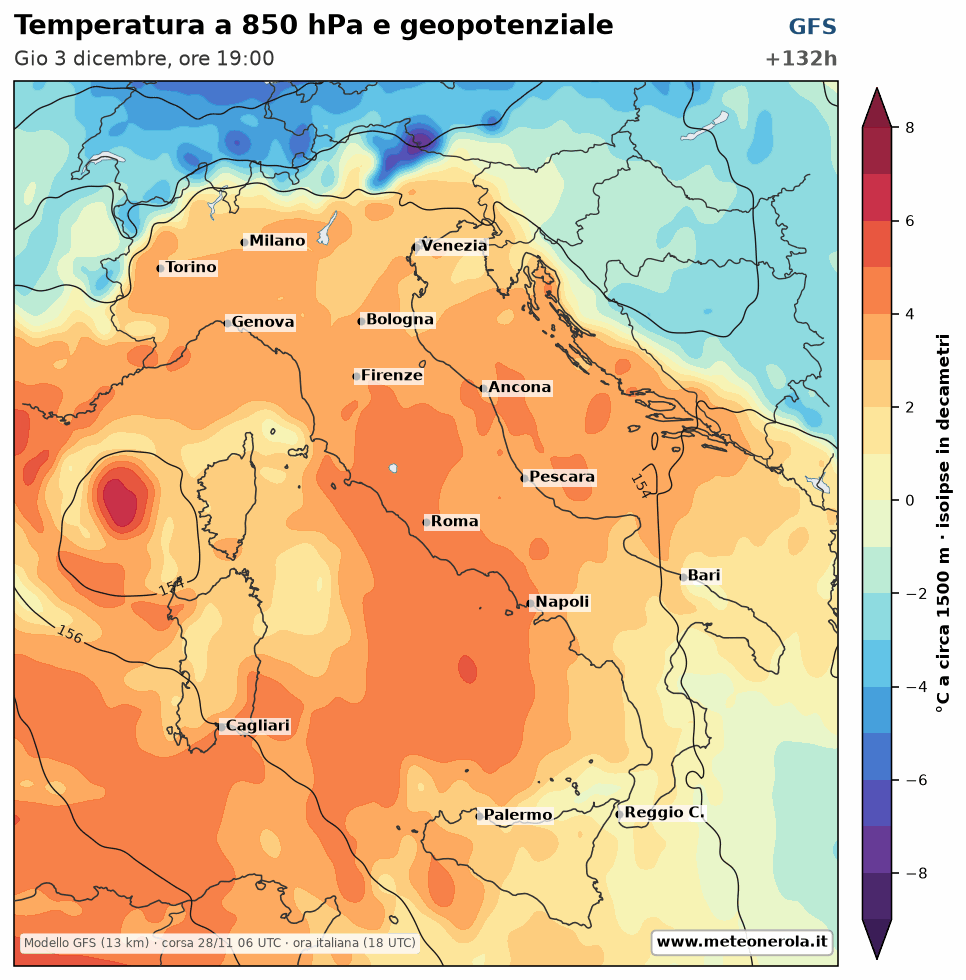 Temperatura a 850 hPa e geopotenziale
GFS
Gio 3 dicembre, ore 19:00
+132h
Milano
Venezia
Torino
Genova
Bologna
Firenze
Ancona
Pescara
154
Roma
Bari
154
Napoli
156
Cagliari
Palermo
Reggio C.
Modello GFS (13 km) · corsa 28/11 06 UTC · ora italiana (18 UTC)
www.meteonerola.it
8
6
4
2
0
−2
−4
−6
−8
°C a circa 1500 m · isoipse in decametri